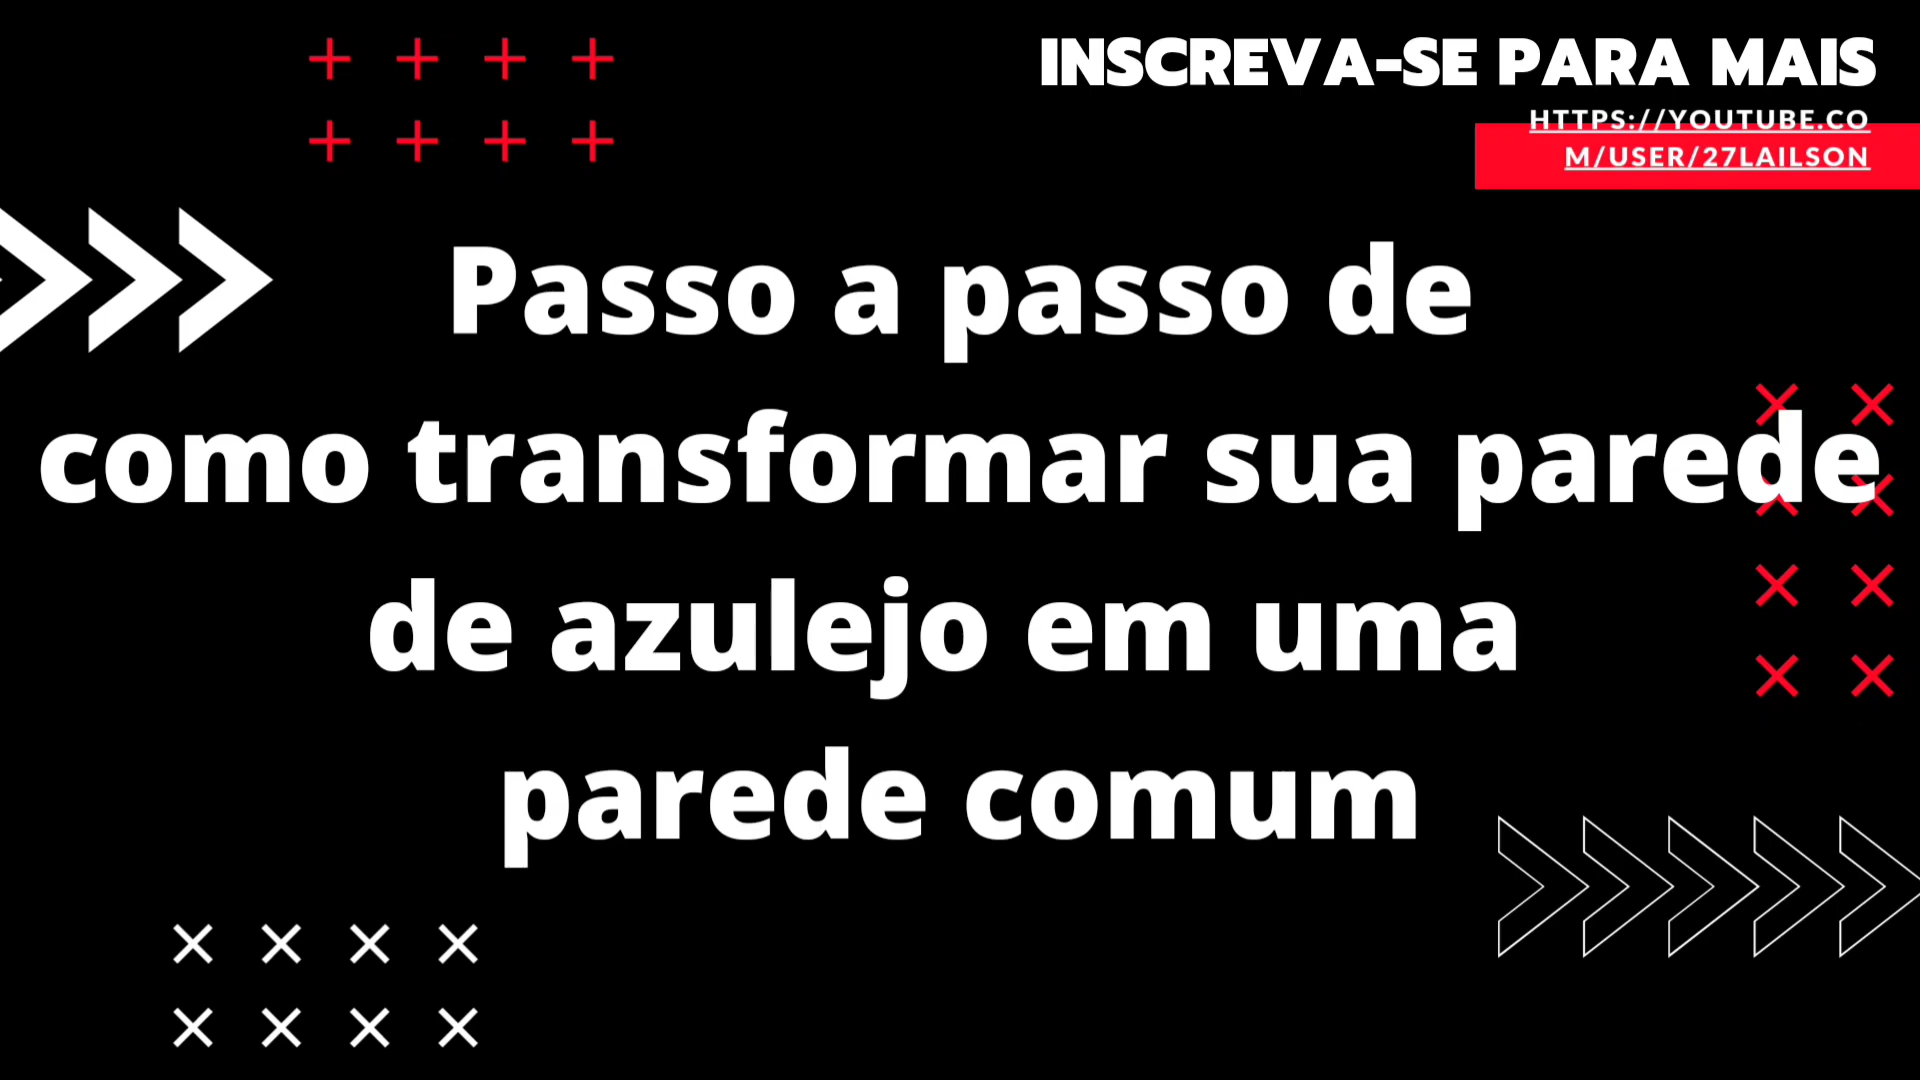 INSCREVA-SE PARA MAIS
HTTPS://YOUTUBE.CO
M/USER/27LAILSON
Passo a passo de
como transformar sua parede
de azulejo em uma
parede comum